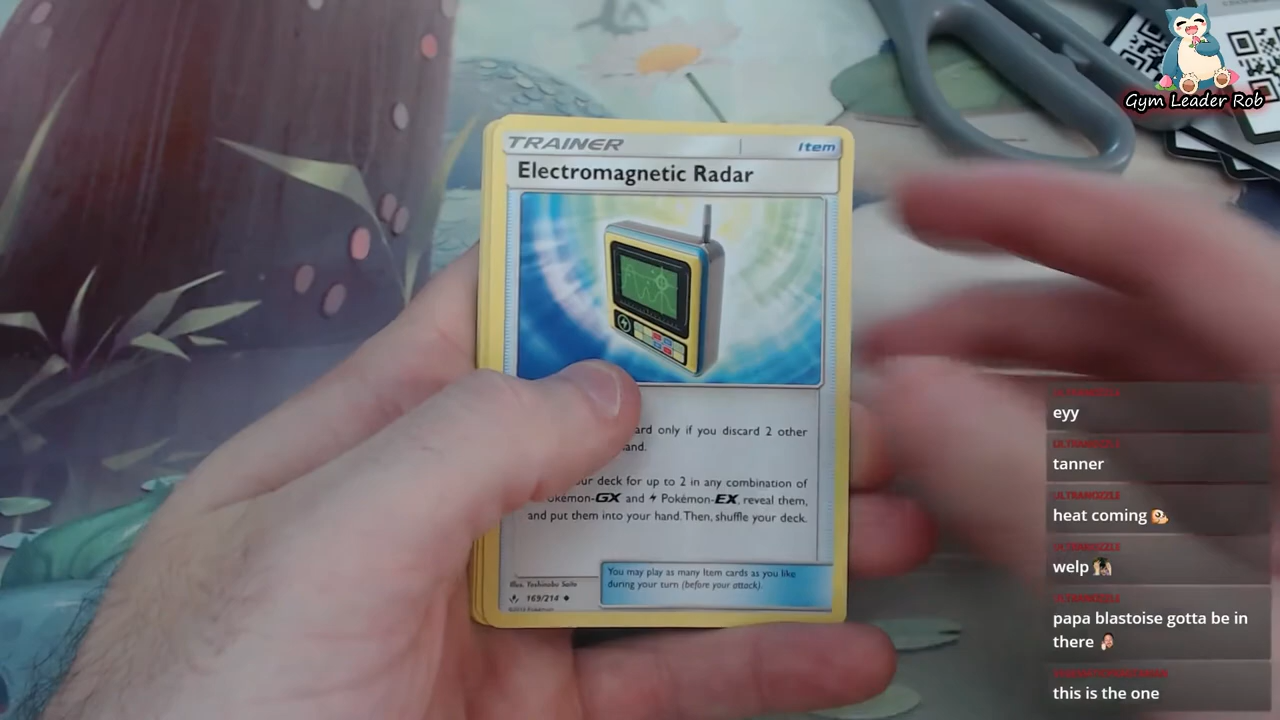 Gym Leader Rob
TRAINER
Item
Electromagnetic Radar
ard only if you discard 2 other
and.
ur deck for up to 2 in any combination of
okémon-GX and Pokémon-EX, reveal them,
and put them into your hand. Then, shuffle your deck.
You may play as many Item cards as you like
during your turn (before your attack).
Illus. Yoshinobu Saito
169/214
eyy
tanner
heat coming
welp
papa blastoise gotta be in
there
this is the one